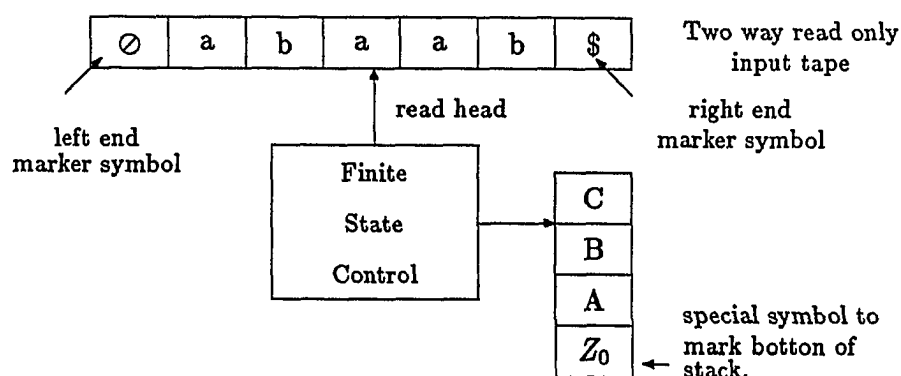 ∅ a b a a b $
Two way read only
input tape
read head
left end
marker symbol
right end
marker symbol
Finite
State
Control
C
B
A
Z₀
special symbol to
mark botton of
stack.